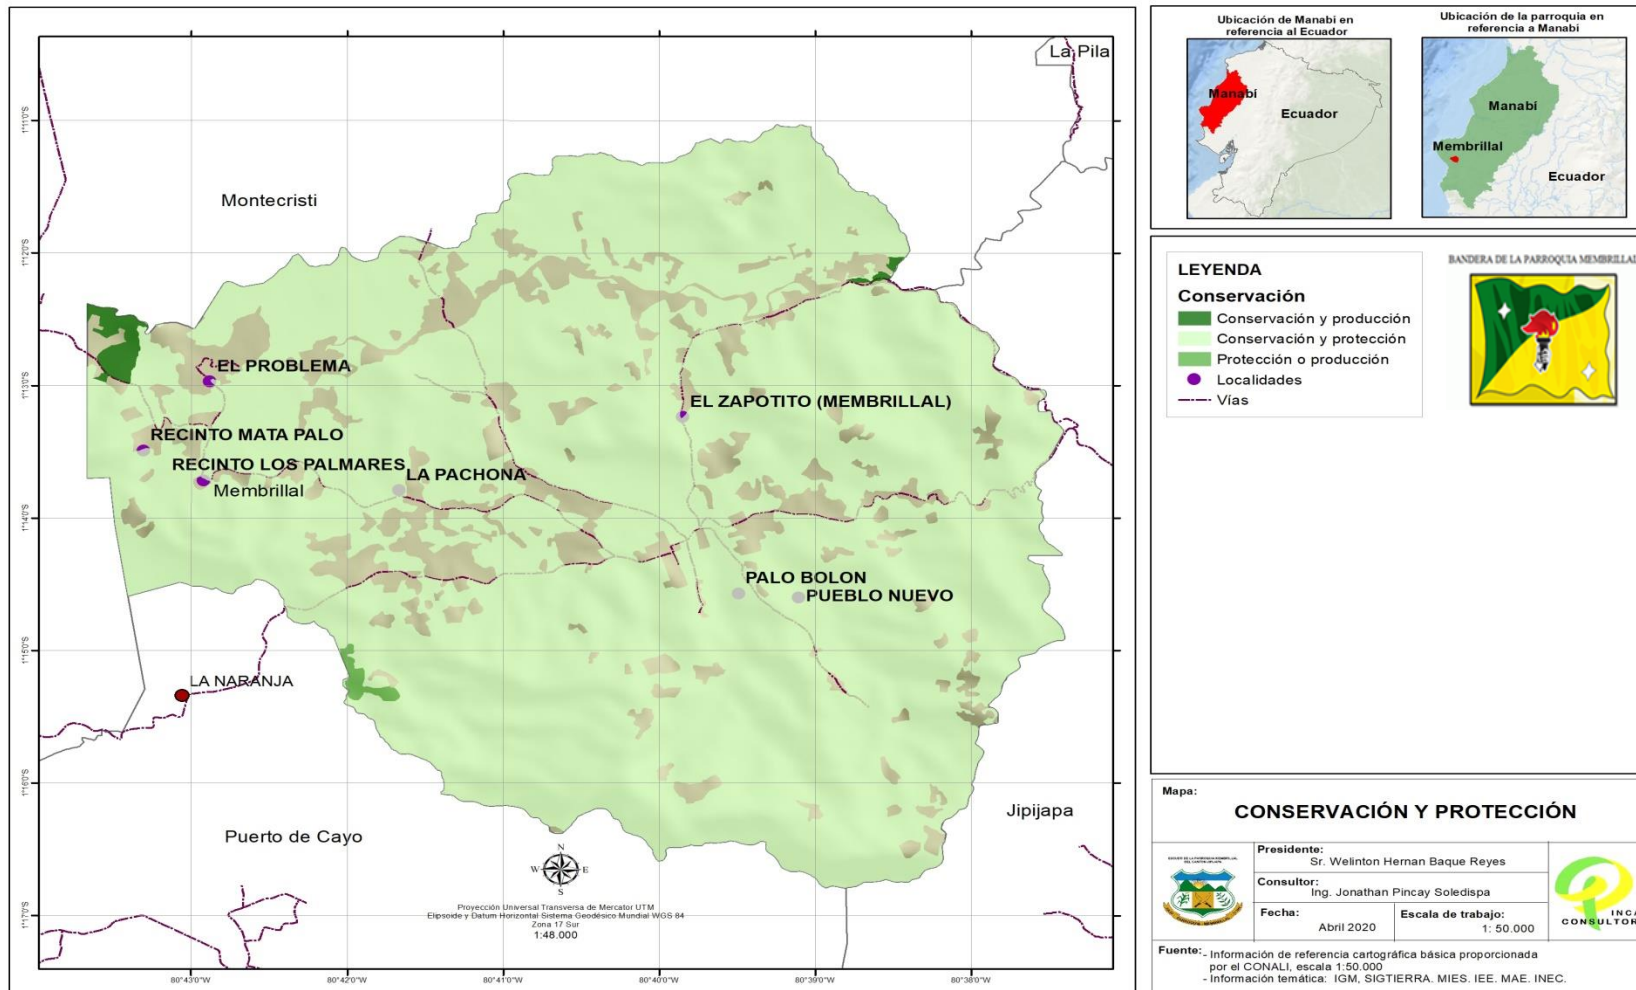 La Pila
Montecristi
EL PROBLEMA
EL ZAPOTITO (MEMBRILLAL)
RECINTO MATA PALO
RECINTO LOS PALMARES
Membrillal
LA PACHONA
PALO BOLON
PUEBLO NUEVO
LA NARANJA
Puerto de Cayo
Jipijapa
1°11'0"S
1°12'0"S
1°13'0"S
1°14'0"S
1°15'0"S
1°16'0"S
1°17'0"S
80°43'0"W
80°42'0"W
80°41'0"W
80°40'0"W
80°39'0"W
80°38'0"W
N
W
E
S
Proyección Universal Transversa de Mercator UTM
Elipsoide y Datum Horizontal Sistema Geodésico Mundial WGS 84
Zona 17 Sur
1:48.000
Ubicación de Manabí en
referencia al Ecuador
Manabí
Ecuador
Ubicación de la parroquia en
referencia a Manabí
Manabí
Membrillal
Ecuador
LEYENDA
Conservación
Conservación y producción
Conservación y protección
Protección o producción
Localidades
Vías
BANDERA DE LA PARROQUIA MEMBRILLAL
Mapa:
CONSERVACIÓN Y PROTECCIÓN
Presidente:
Sr. Welinton Hernan Baque Reyes
Consultor:
Ing. Jonathan Pincay Soledispa
Fecha:
Abril 2020
Escala de trabajo:
1: 50.000
INCA
CONSULTOR
Fuente: - Información de referencia cartográfica básica proporcionada
por el CONALI, escala 1:50.000
- Información temática: IGM, SIGTIERRA. MIES. IEE. MAE. INEC.